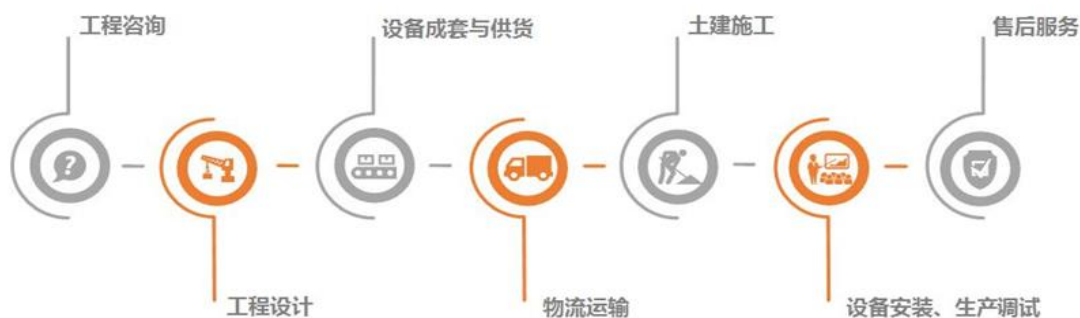 工程咨询
设备成套与供货
土建施工
售后服务
?
工程设计
物流运输
设备安装、生产调试